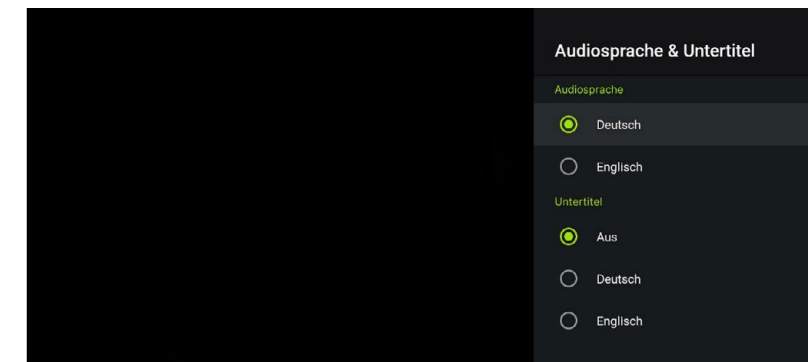 Audiosprache & Untertitel
Audiosprache
Deutsch
Englisch
Untertitel
Aus
Deutsch
Englisch